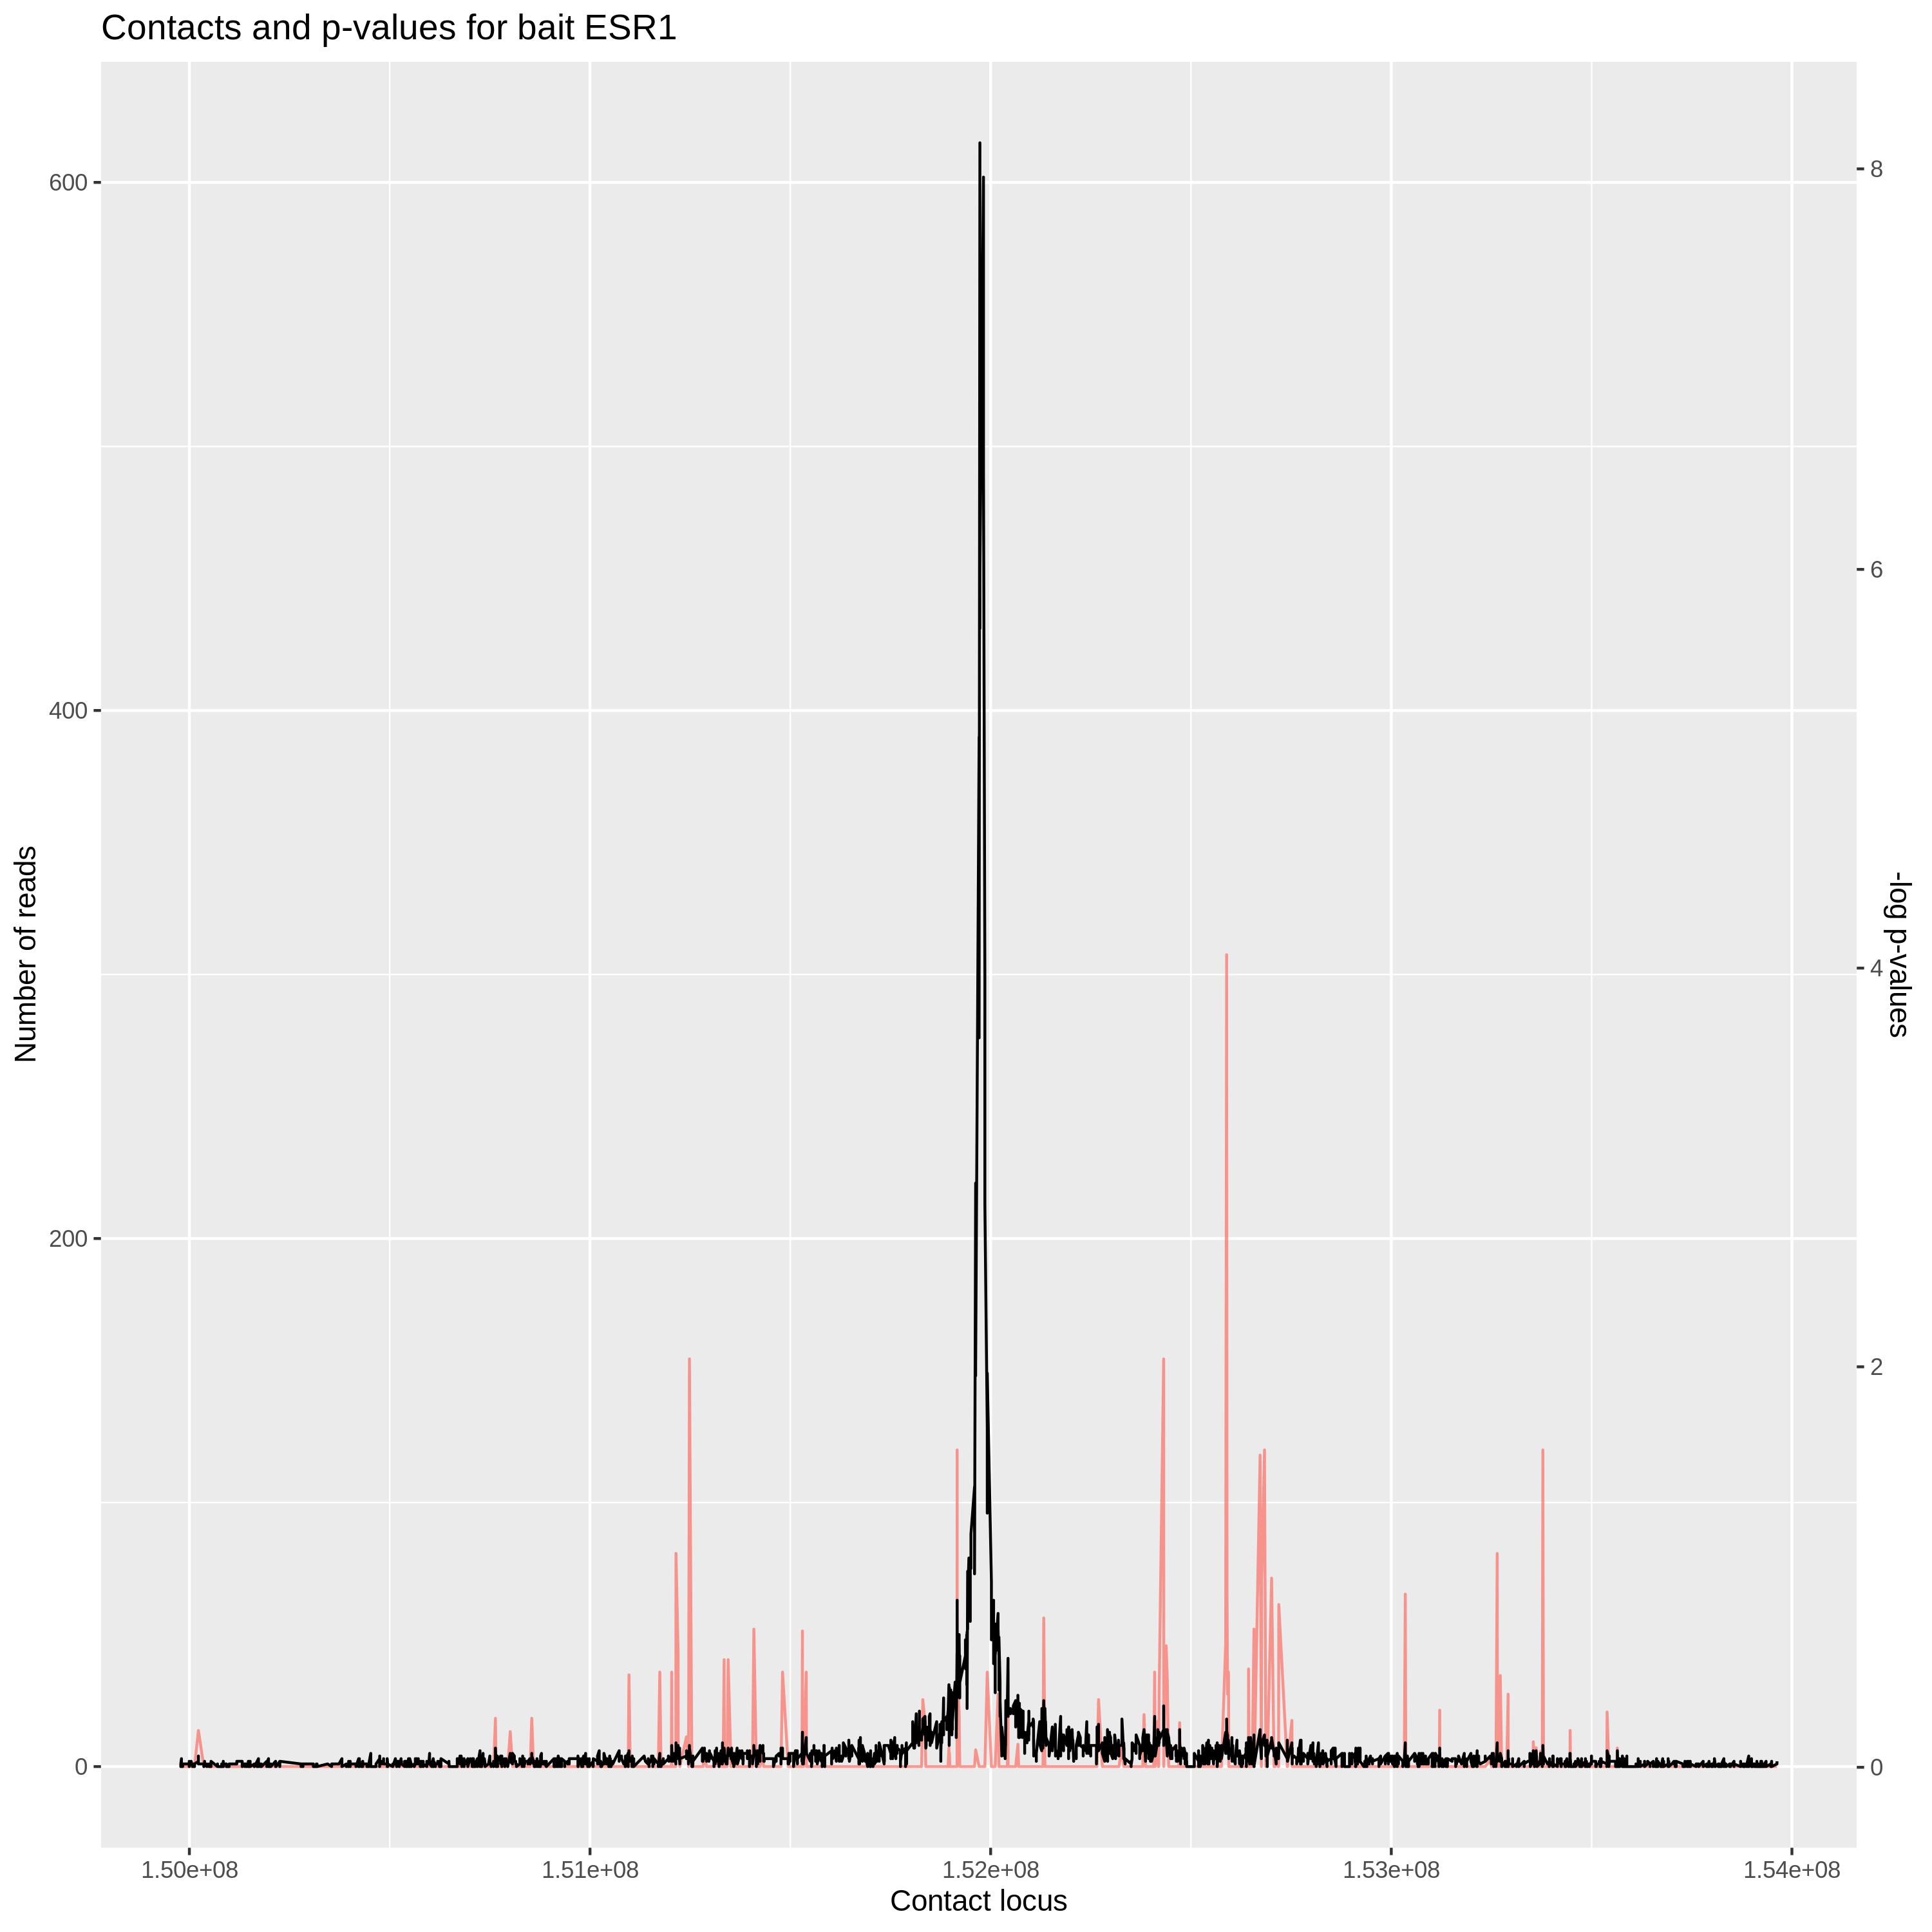 Contacts and p-values for bait ESR1
600
400
200
0
Number of reads
8
6
4
2
0
-log p-values
1.50e+08
1.51e+08
1.52e+08
1.53e+08
1.54e+08
Contact locus